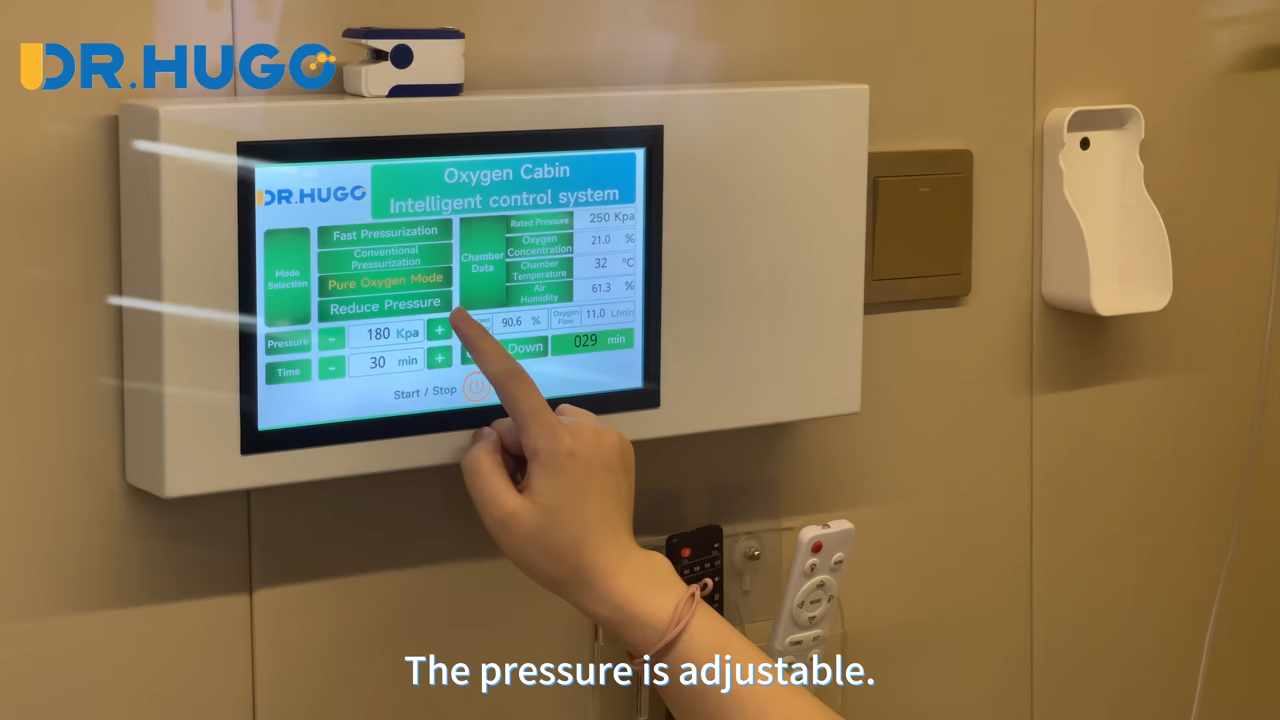 DR.HUGO
DR.HUGO
Oxygen Cabin
Intelligent control system
Mode
Selection
Fast Pressurization
Conventional
Pressurization
Pure Oxygen Mode
Reduce Pressure
Chamber
Data
Rated Pressure
250 Kpa
Oxygen
Concentration
21.0 %
Chamber
Temperature
32 °C
Air
Humidity
61.3 %
90.6 %
Oxygen
Flow
11.0 L/min
Pressure
-
180 Kpa
+
Time
-
30 min
+
Down
029 min
Start / Stop
The pressure is adjustable.